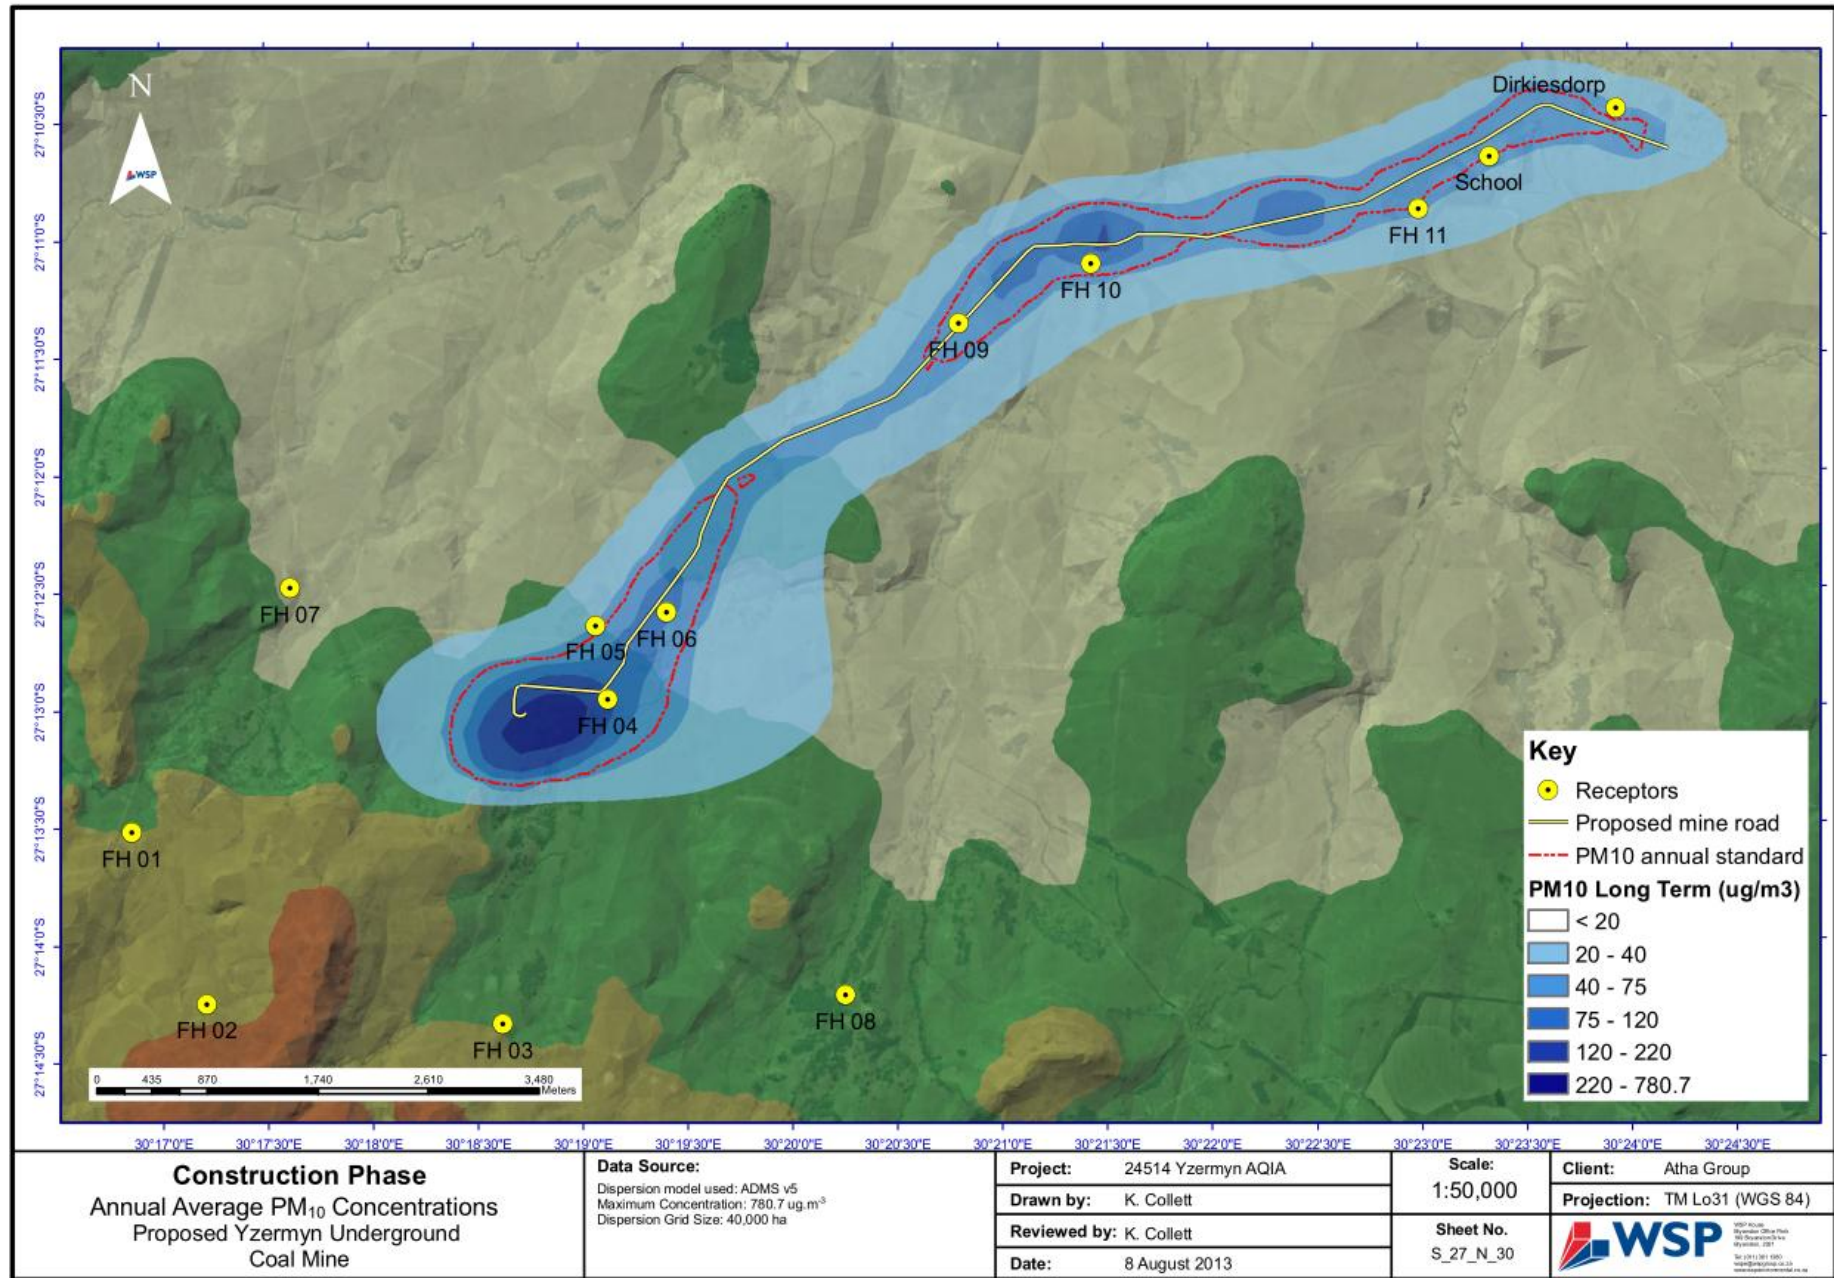 N
WSP
Dirkiesdorp
School
FH 11
FH 10
FH 09
FH 07
FH 05
FH 06
FH 04
FH 01
FH 02
FH 03
FH 08
27°10'30"S
27°11'0"S
27°11'30"S
27°12'0"S
27°12'30"S
27°13'0"S
27°13'30"S
27°14'0"S
27°14'30"S
0 435 870 1,740 2,610 3,480
Meters
Key
Receptors
Proposed mine road
PM10 annual standard
PM10 Long Term (ug/m3)
< 20
20 - 40
40 - 75
75 - 120
120 - 220
220 - 780.7
30°17'0"E 30°17'30"E 30°18'0"E 30°18'30"E 30°19'0"E 30°19'30"E 30°20'0"E 30°20'30"E 30°21'0"E 30°21'30"E 30°22'0"E 30°22'30"E 30°23'0"E 30°23'30"E 30°24'0"E 30°24'30"E
Construction Phase
Annual Average PM₁₀ Concentrations
Proposed Yzermyn Underground
Coal Mine
Data Source:
Dispersion model used: ADMS v5
Maximum Concentration: 780.7 ug.m⁻³
Dispersion Grid Size: 40,000 ha
Project: 24514 Yzermyn AQIA
Drawn by: K. Collett
Reviewed by: K. Collett
Date: 8 August 2013
Scale:
1:50,000
Sheet No.
S_27_N_30
Client: Atha Group
Projection: TM Lo31 (WGS 84)
WSP